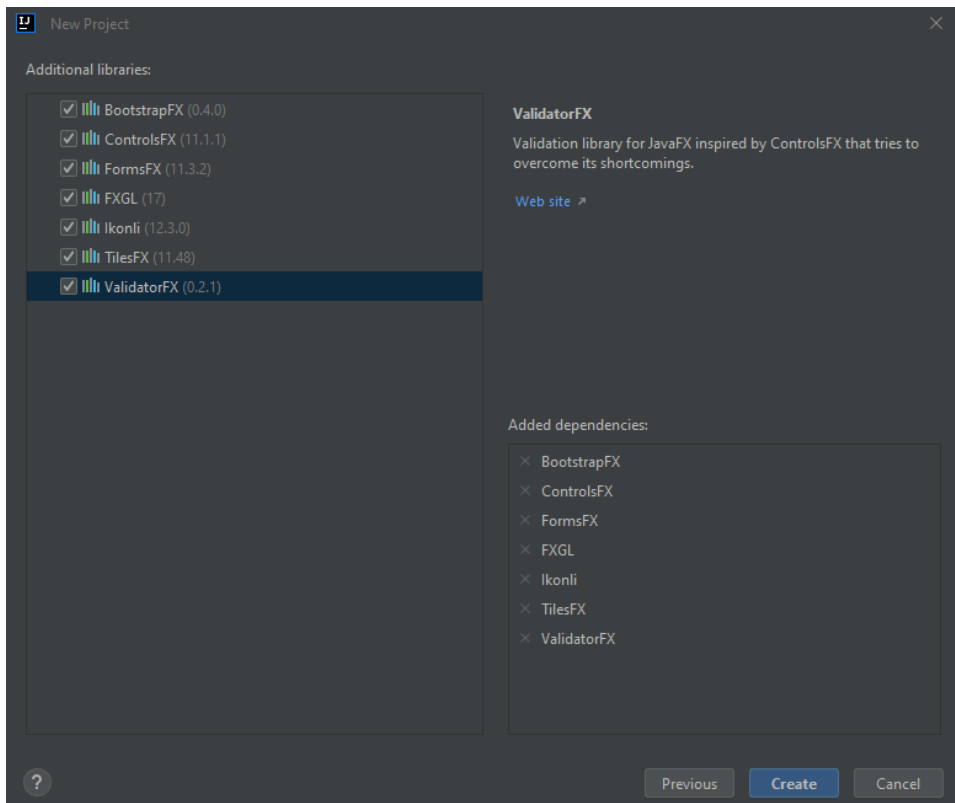 IJ
New Project
Additional libraries:
BootstrapFX (0.4.0)
ControlsFX (11.1.1)
FormsFX (11.3.2)
FXGL (17)
Ikonli (12.3.0)
TilesFX (11.48)
ValidatorFX (0.2.1)
ValidatorFX
Validation library for JavaFX inspired by ControlsFX that tries to
overcome its shortcomings.
Web site ↗
Added dependencies:
BootstrapFX
ControlsFX
FormsFX
FXGL
Ikonli
TilesFX
ValidatorFX
?
Previous
Create
Cancel